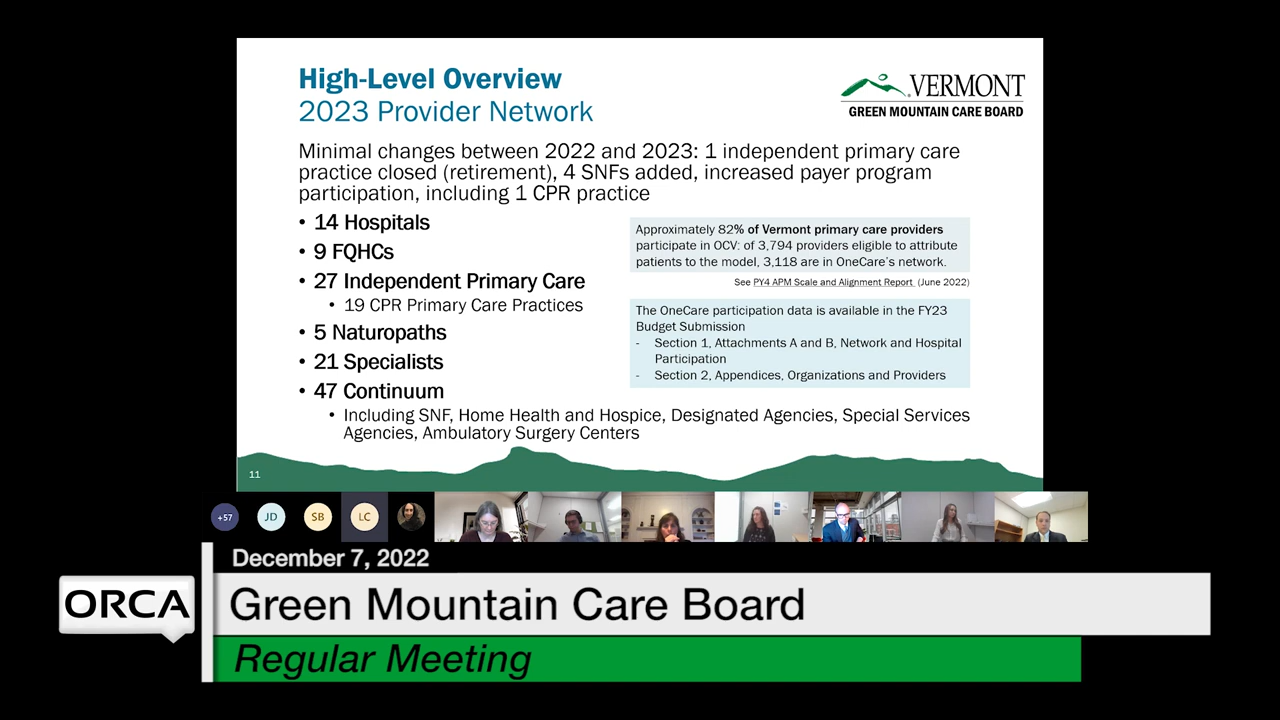 High-Level Overview
2023 Provider Network
VERMONT
GREEN MOUNTAIN CARE BOARD
Minimal changes between 2022 and 2023: 1 independent primary care
practice closed (retirement), 4 SNFs added, increased payer program
participation, including 1 CPR practice
• 14 Hospitals
• 9 FQHCs
• 27 Independent Primary Care
• 19 CPR Primary Care Practices
• 5 Naturopaths
• 21 Specialists
• 47 Continuum
• Including SNF, Home Health and Hospice, Designated Agencies, Special Services
Agencies, Ambulatory Surgery Centers
Approximately 82% of Vermont primary care providers
participate in OCV: of 3,794 providers eligible to attribute
patients to the model, 3,118 are in OneCare's network.
See PY4 APM Scale and Alignment Report (June 2022)
The OneCare participation data is available in the FY23
Budget Submission
- Section 1, Attachments A and B, Network and Hospital
Participation
- Section 2, Appendices, Organizations and Providers
11
+57
JD
SB
LC
December 7, 2022
ORCA
Green Mountain Care Board
Regular Meeting